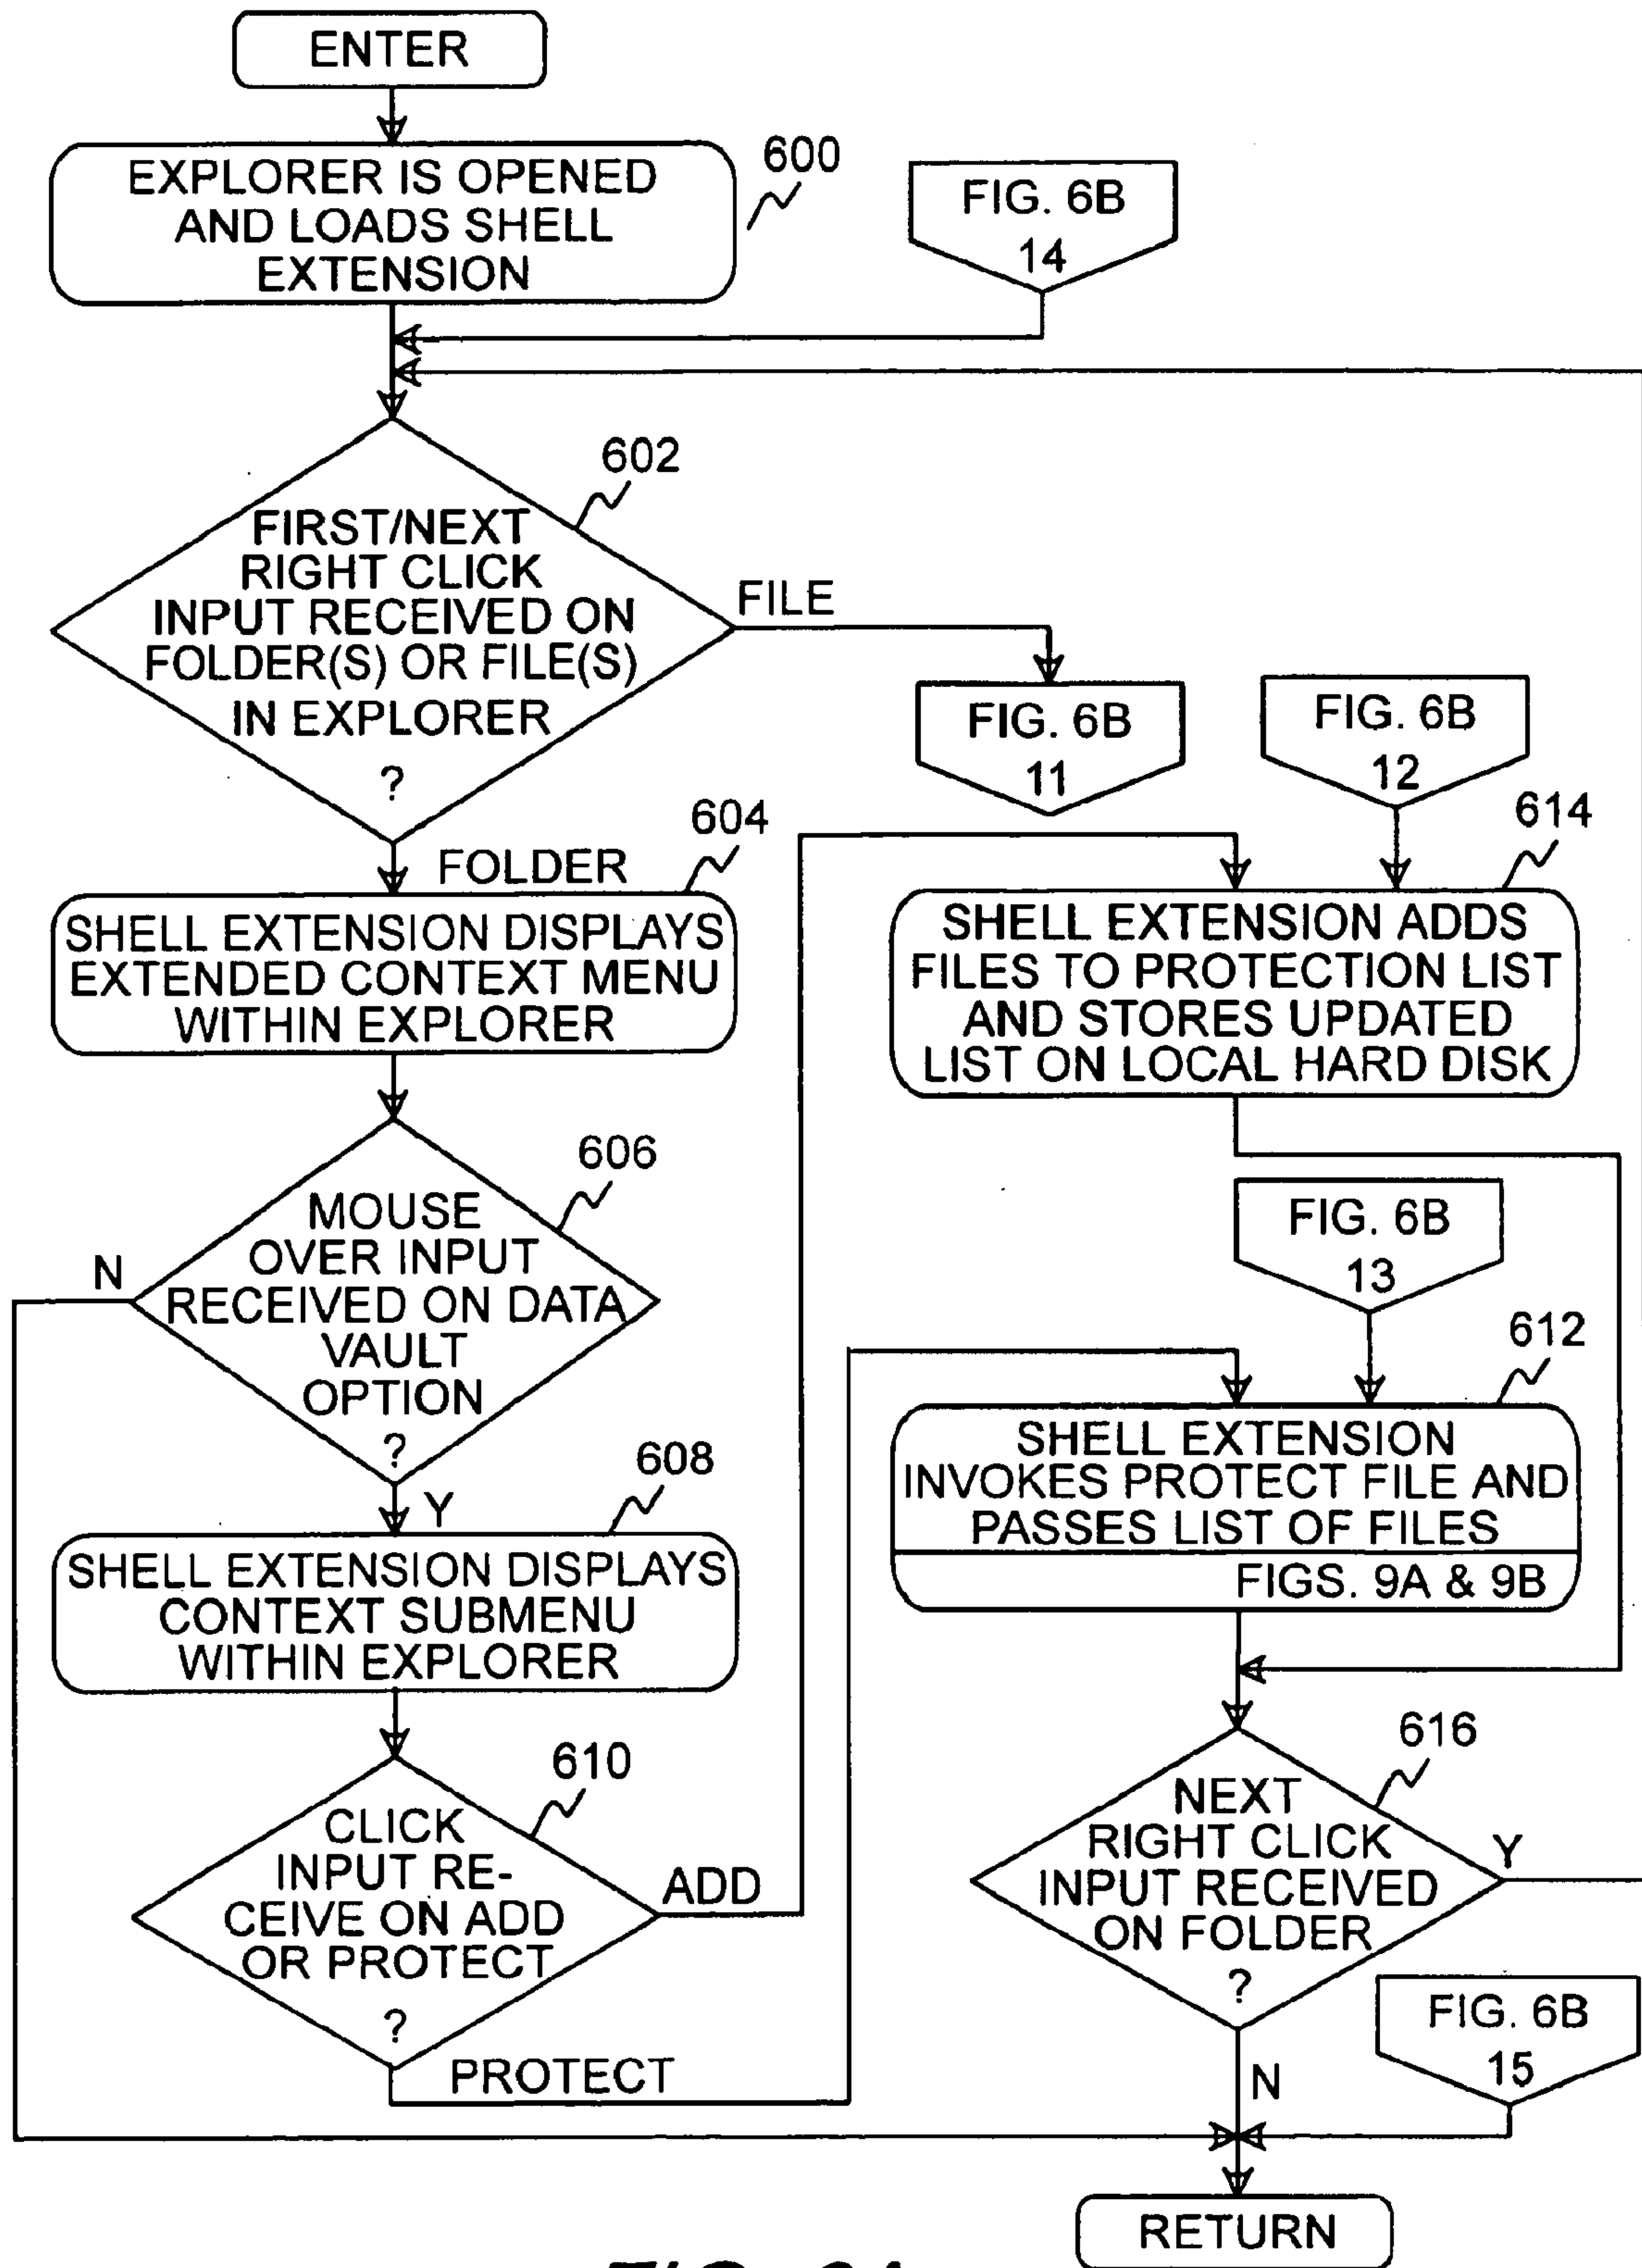 ENTER
EXPLORER IS OPENED
AND LOADS SHELL
EXTENSION
600
FIG. 6B
14
602
FIRST/NEXT
RIGHT CLICK
INPUT RECEIVED ON
FOLDER(S) OR FILE(S)
IN EXPLORER
?
FILE
FIG. 6B
11
FIG. 6B
12
FOLDER
604
SHELL EXTENSION DISPLAYS
EXTENDED CONTEXT MENU
WITHIN EXPLORER
614
SHELL EXTENSION ADDS
FILES TO PROTECTION LIST
AND STORES UPDATED
LIST ON LOCAL HARD DISK
606
MOUSE
OVER INPUT
RECEIVED ON DATA
VAULT
OPTION
?
N
Y
FIG. 6B
13
612
SHELL EXTENSION
INVOKES PROTECT FILE AND
PASSES LIST OF FILES
FIGS. 9A & 9B
608
SHELL EXTENSION DISPLAYS
CONTEXT SUBMENU
WITHIN EXPLORER
610
CLICK
INPUT RE-
CEIVE ON ADD
OR PROTECT
?
ADD
PROTECT
616
NEXT
RIGHT CLICK
INPUT RECEIVED
ON FOLDER
?
Y
N
FIG. 6B
15
RETURN